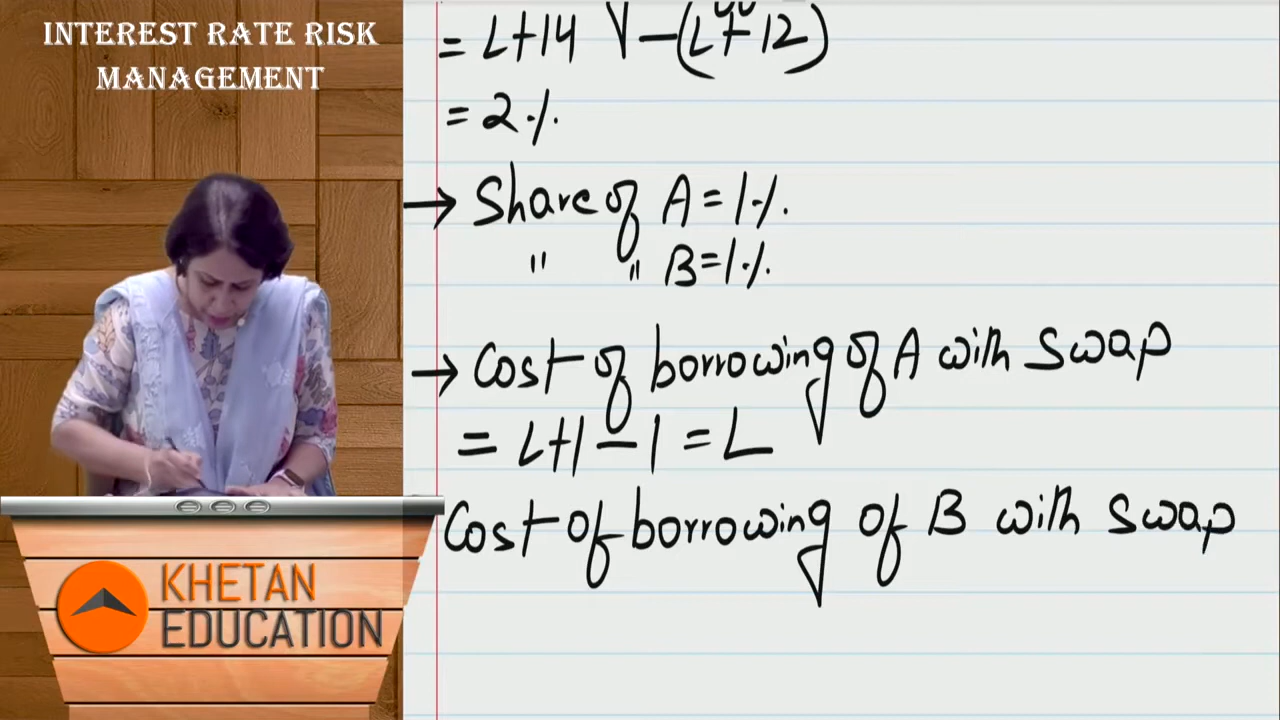 INTEREST RATE RISK
MANAGEMENT
= L+14 – (L+12)
= 2%
→ Share of A = 1%.
" " B = 1%.
→ Cost of borrowing of A with swap
= L+1 – 1 = L
Cost of borrowing of B with swap
KHETAN
EDUCATION